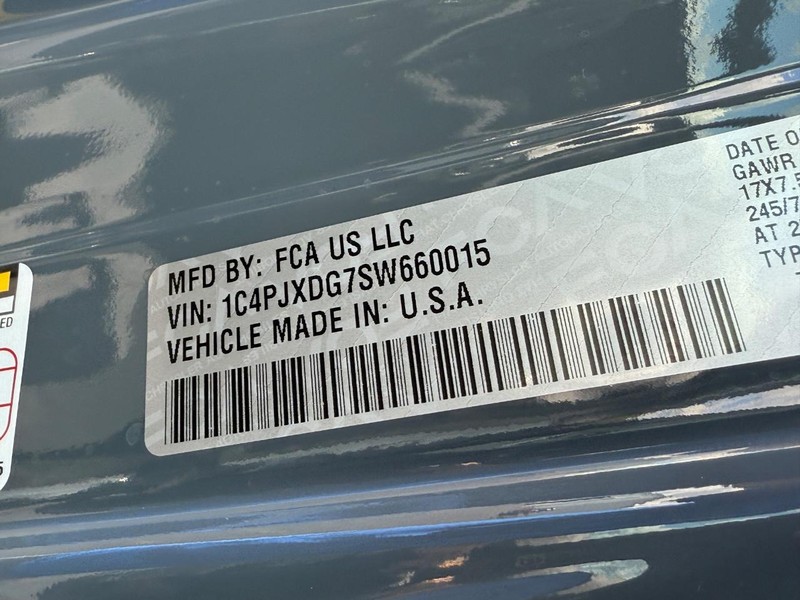 MFD BY: FCA US LLC
VIN: 1C4PJXDG7SW660015
VEHICLE MADE IN: U.S.A.
DATE O
GAWR
17X7.5
245/7
AT 2
TYP
ED